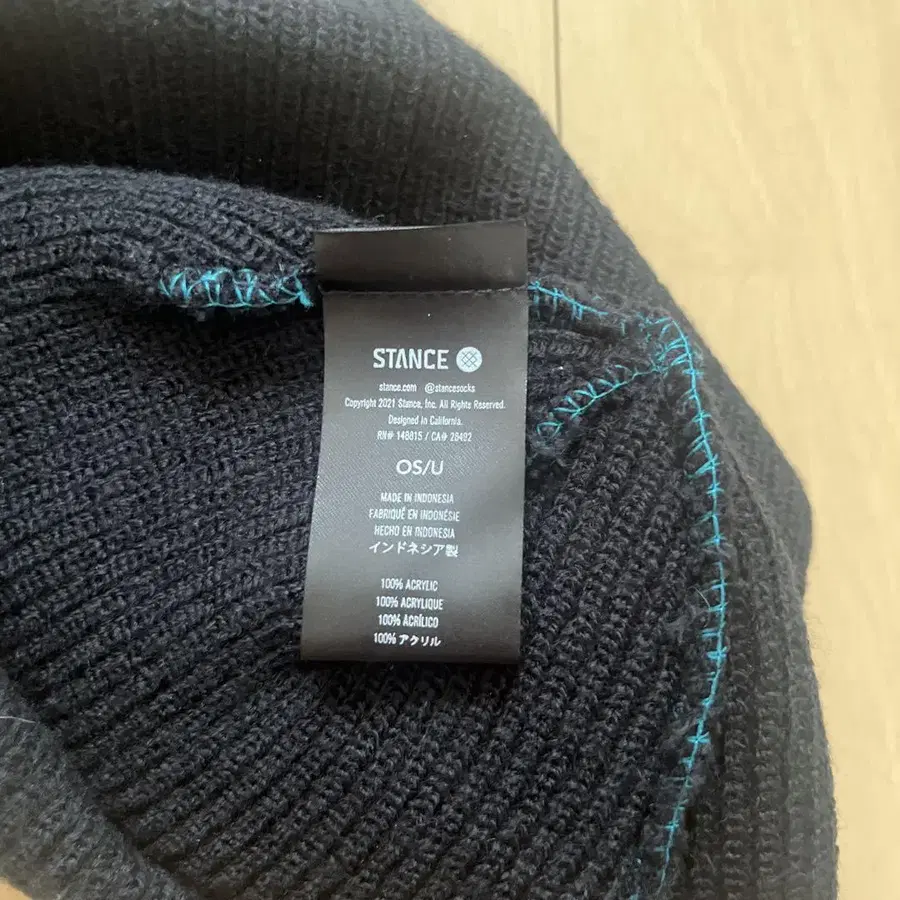 STANCE
stance.com @stancesocks
Copyright 2021 Stance, Inc. All Rights Reserved.
Designed in California.
RN# 148815 / CA# 26492
OS/U
MADE IN INDONESIA
FABRIQUÉ EN INDONÉSIE
HECHO EN INDONESIA
インドネシア製
100% ACRYLIC
100% ACRYLIQUE
100% ACRÍLICO
100% アクリル